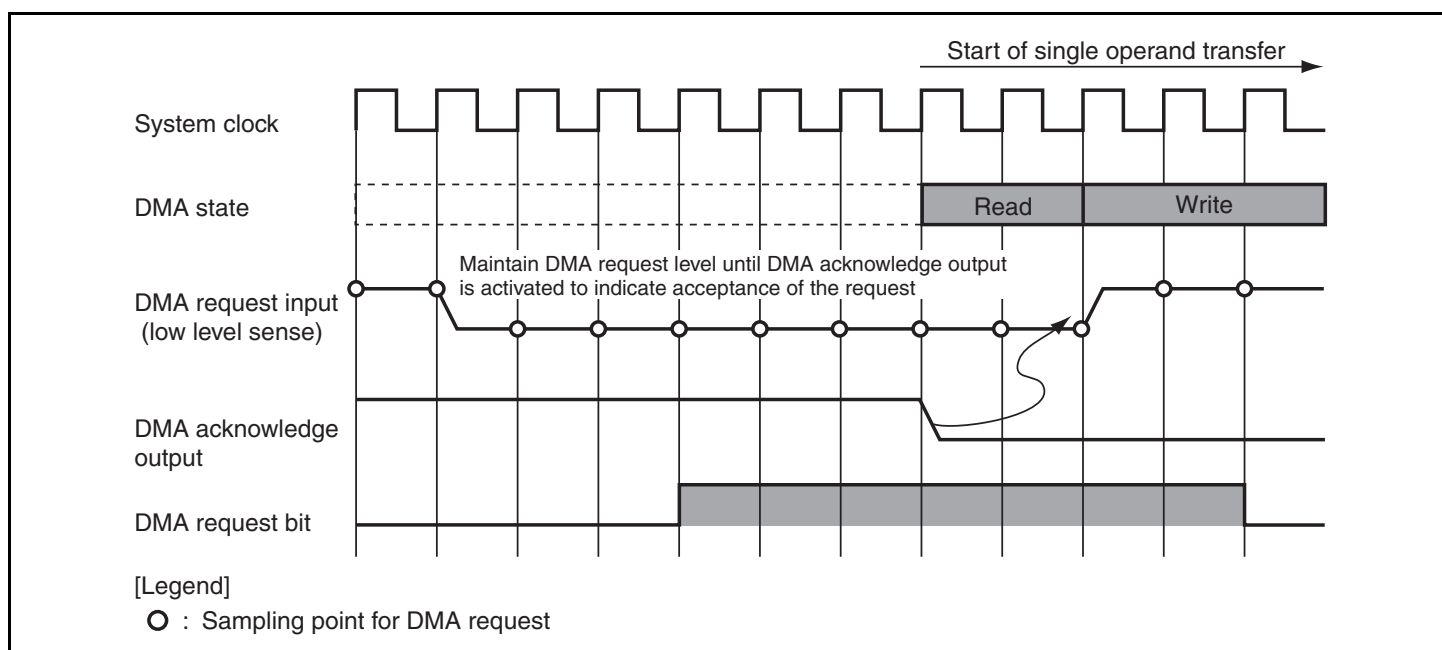 Start of single operand transfer
System clock
DMA state
Read
Write
Maintain DMA request level until DMA acknowledge output
is activated to indicate acceptance of the request
DMA request input
(low level sense)
DMA acknowledge
output
DMA request bit
[Legend]
: Sampling point for DMA request